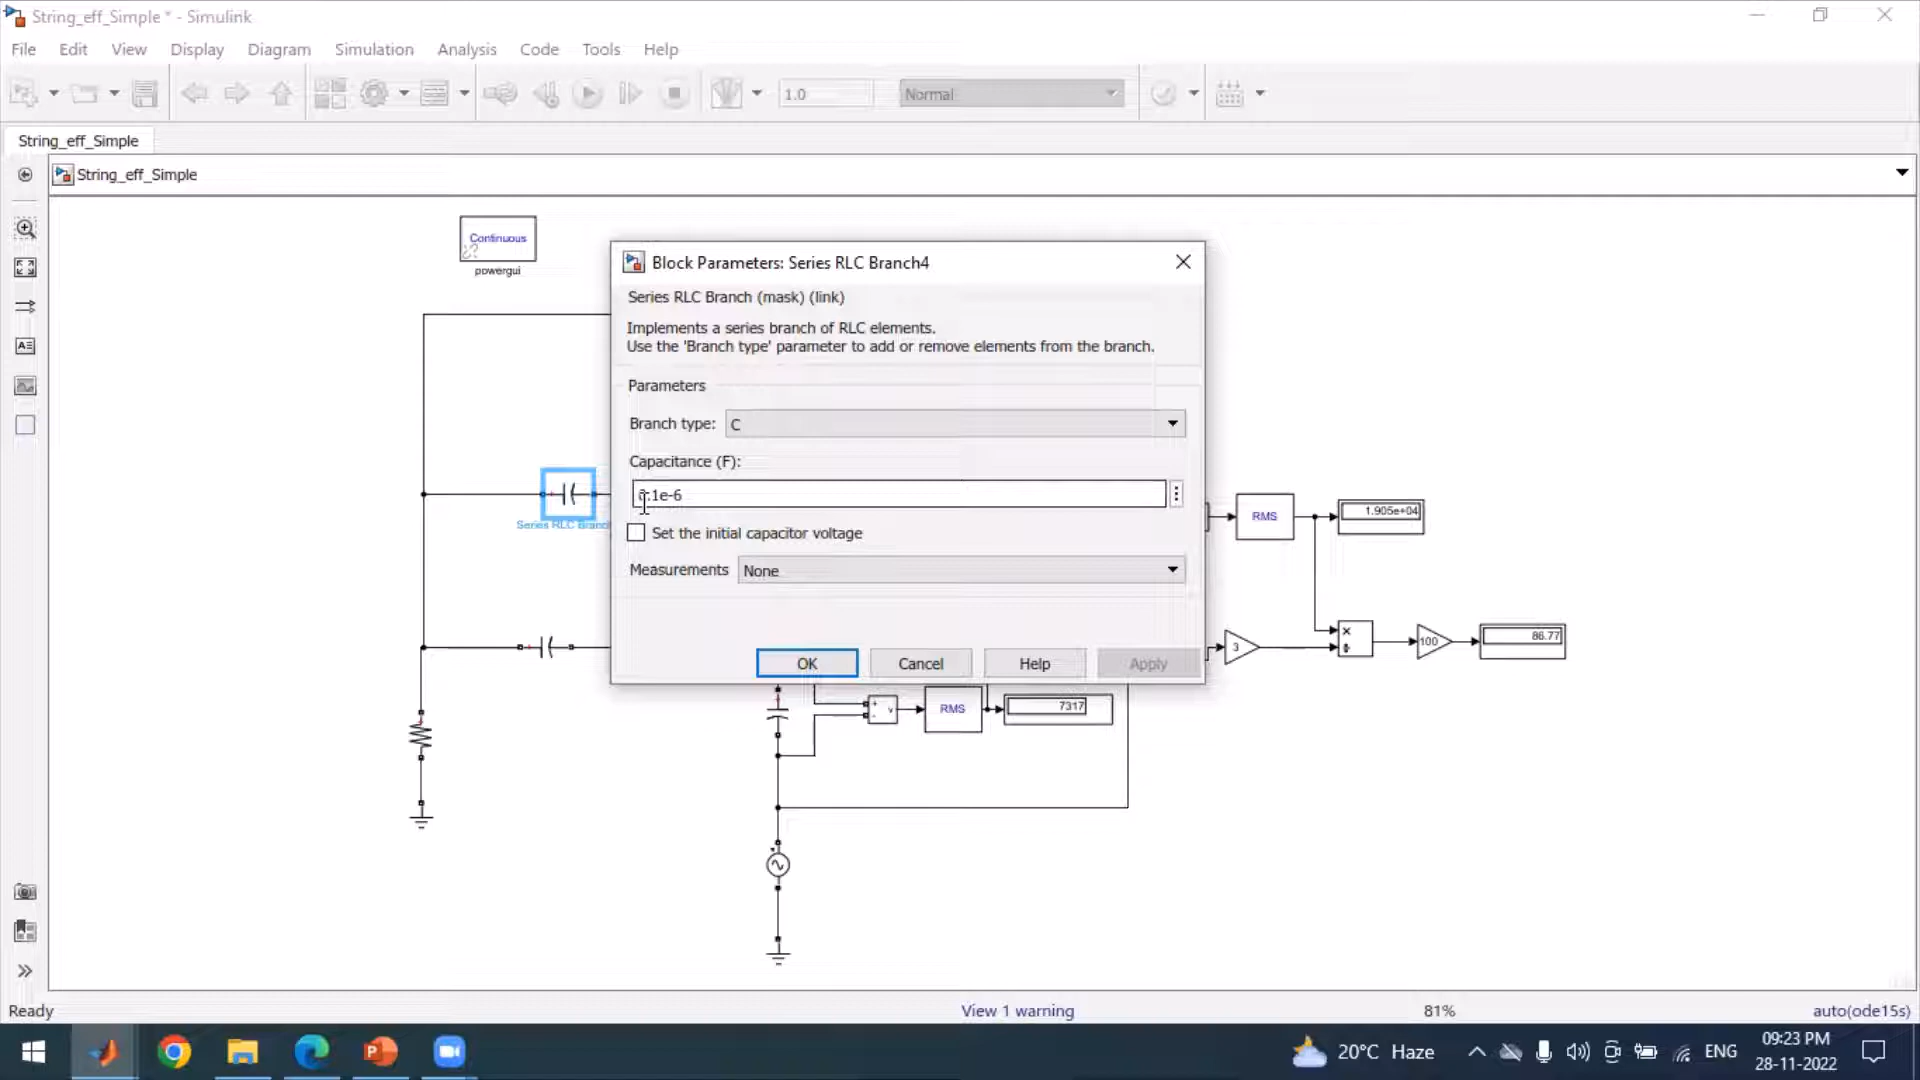 String_eff_Simple * - Simulink
File Edit View Display Diagram Simulation Analysis Code Tools Help
1.0 Normal
String_eff_Simple
String_eff_Simple
Continuous
powergui
Block Parameters: Series RLC Branch4
Series RLC Branch (mask) (link)
Implements a series branch of RLC elements.
Use the 'Branch type' parameter to add or remove elements from the branch.
Parameters
Branch type: C
Capacitance (F):
0.1e-6
Set the initial capacitor voltage
Measurements None
OK Cancel Help Apply
Series RLC Branch
RMS 1.905e+04
3 100 86.77
+ - v RMS 7317
Ready View 1 warning 81% auto(ode15s)
20°C Haze ENG 09:23 PM
28-11-2022